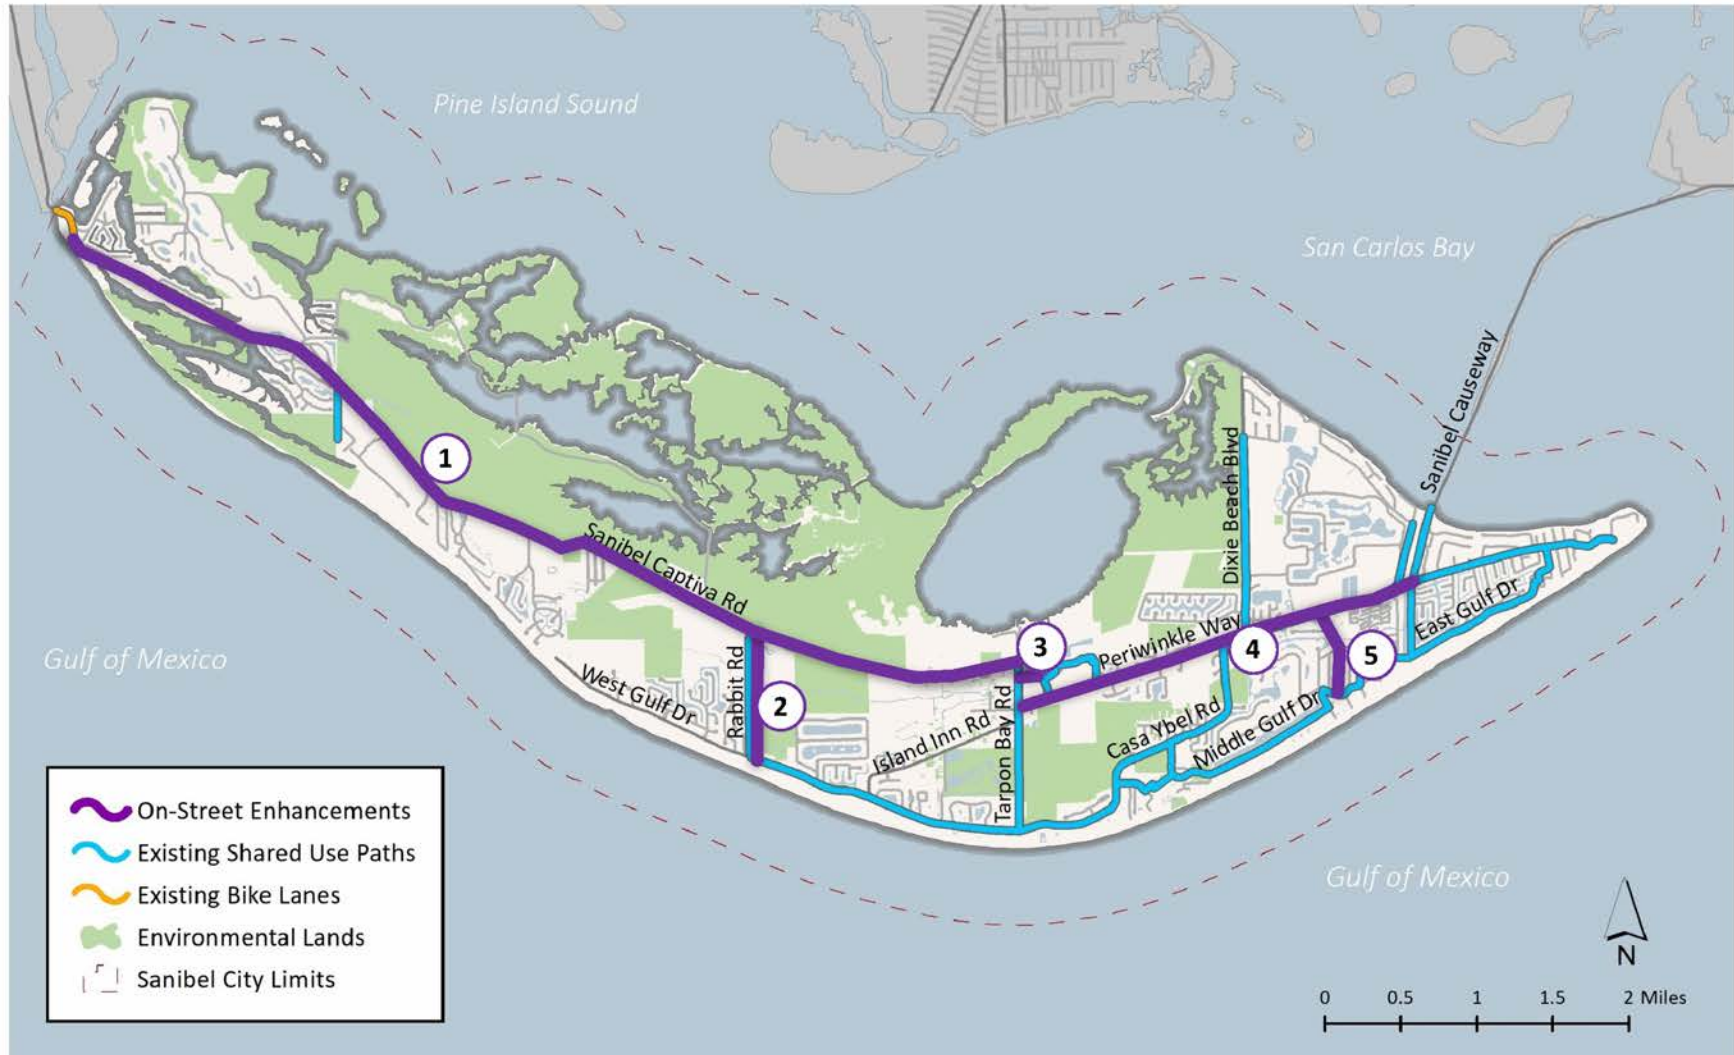 Pine Island Sound
San Carlos Bay
Sanibel Causeway
1
Dixie Beach Blvd
Sanibel Captiva Rd
East Gulf Dr
Gulf of Mexico
3
Periwinkle Way
4
5
Rabbit Rd
West Gulf Dr
2
Island Inn Rd
Tarpon Bay Rd
Casa Ybel Rd
Middle Gulf Dr
On-Street Enhancements
Existing Shared Use Paths
Existing Bike Lanes
Environmental Lands
Sanibel City Limits
Gulf of Mexico
N
0 0.5 1 1.5 2 Miles